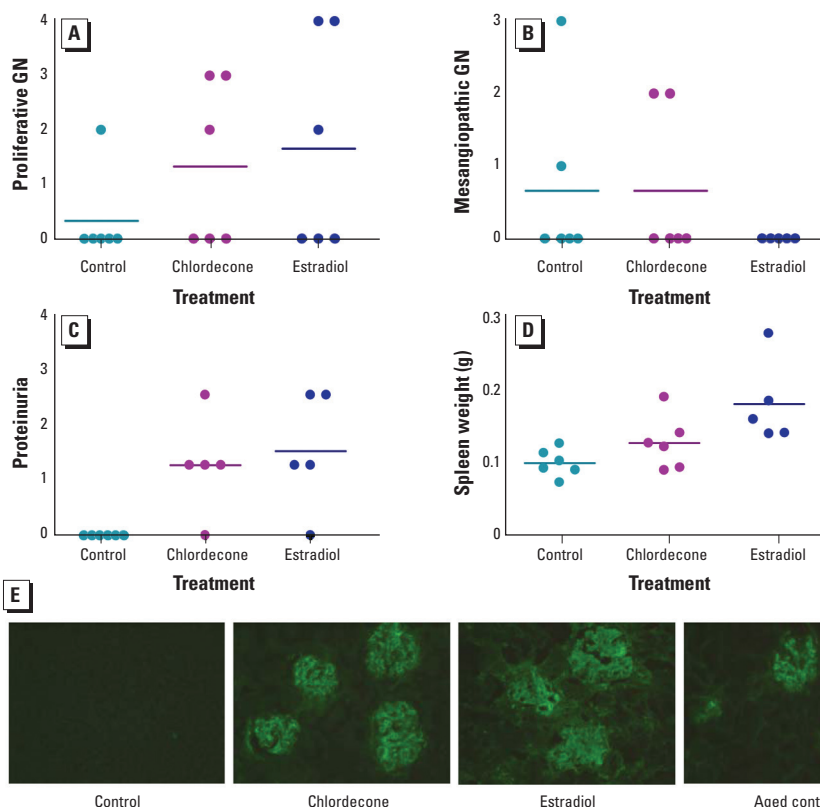 A
Proliferative GN
4
3
2
1
0
Control
Chlordecone
Estradiol
Treatment
B
Mesangiopathic GN
3
2
1
0
Control
Chlordecone
Estradiol
Treatment
C
Proteinuria
4
3
2
1
0
Control
Chlordecone
Estradiol
Treatment
D
Spleen weight (g)
0.3
0.2
0.1
0
Control
Chlordecone
Estradiol
Treatment
E
Control
Chlordecone
Estradiol
Aged cont